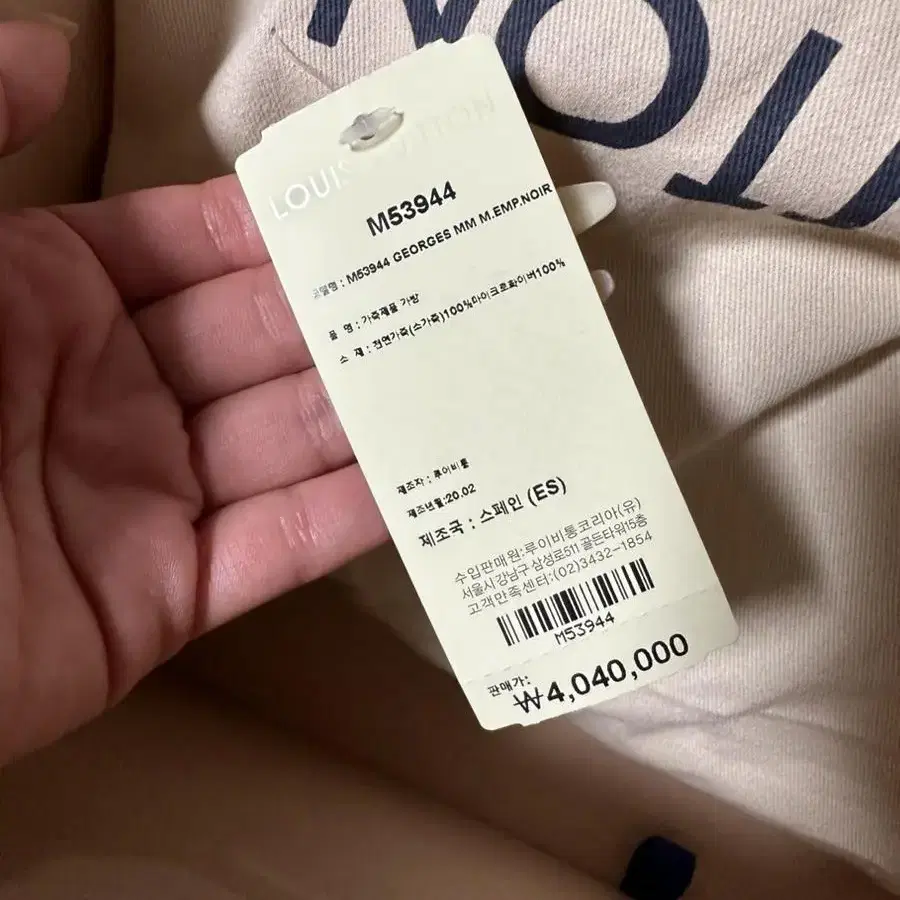 TON
LOUIS VUITTON
M53944
모델명 : M53944 GEORGES MM M.EMP.NOIR
품 명 : 가죽제품 가방
소 재 : 천연가죽(소가죽)100%마이크로화이버100%
제조자 : 루이비통
제조년월:20.02
제조국 : 스페인 (ES)
수입판매원:루이비통코리아(유)
서울시 강남구 삼성로511 골든타워15층
고객만족센터:(02)3432-1854
M53944
판매가:
₩4,040,000